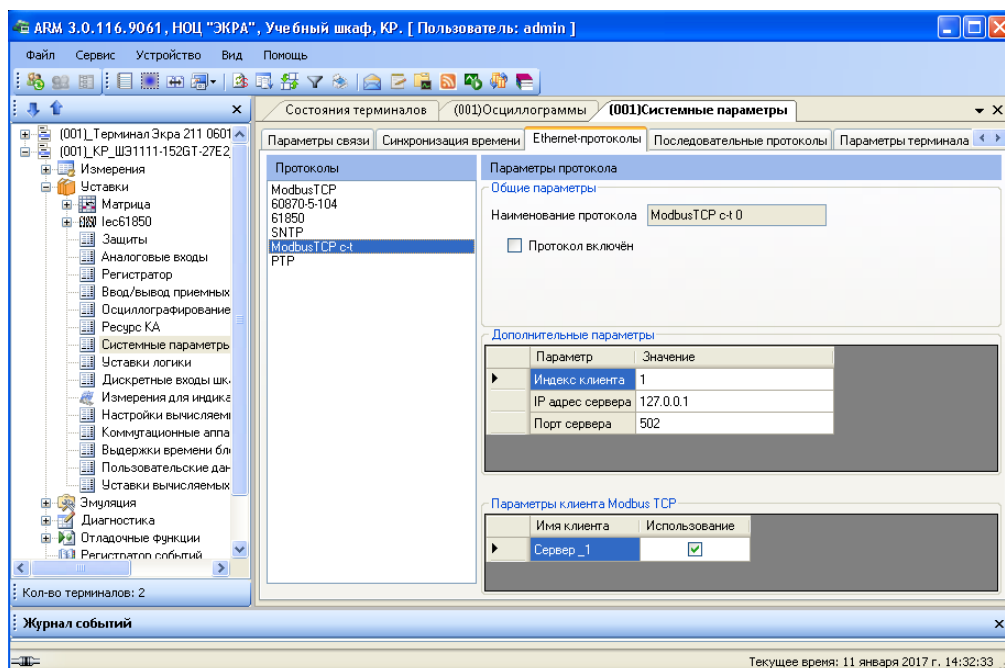 ARM 3.0.116.9061, НОЦ "ЭКРА", Учебный шкаф, КР. [ Пользователь: admin ]
Файл Сервис Устройство Вид Помощь
Состояния терминалов (001)Осциллограммы (001)Системные параметры
(001)_Терминал Экра 211 0601
(001)_КР_ШЭ1111-152GT-27E2
Измерения
Уставки
Матрица
Iec61850
Защиты
Аналоговые входы
Регистратор
Ввод/вывод приемных
Осциллографирование
Ресурс КА
Системные параметры
Уставки логики
Дискретные входы шк
Измерения для индика
Настройки вычисляем
Коммутационные аппа
Выдержки времени бл
Пользовательские дан
Уставки вычисляемых
Эмуляция
Диагностика
Отладочные функции
Регистратор событий
Кол-во терминалов: 2
Параметры связи Синхронизация времени Ethernet-протоколы Последовательные протоколы Параметры терминала
Протоколы
ModbusTCP
60870-5-104
61850
SNTP
ModbusTCP c-t
PTP
Параметры протокола
Общие параметры
Наименование протокола ModbusTCP c-t 0
Протокол включён
Дополнительные параметры
Параметр Значение
Индекс клиента 1
IP адрес сервера 127.0.0.1
Порт сервера 502
Параметры клиента Modbus TCP
Имя клиента Использование
Сервер_1
Журнал событий
Текущее время: 11 января 2017 г. 14:32:33